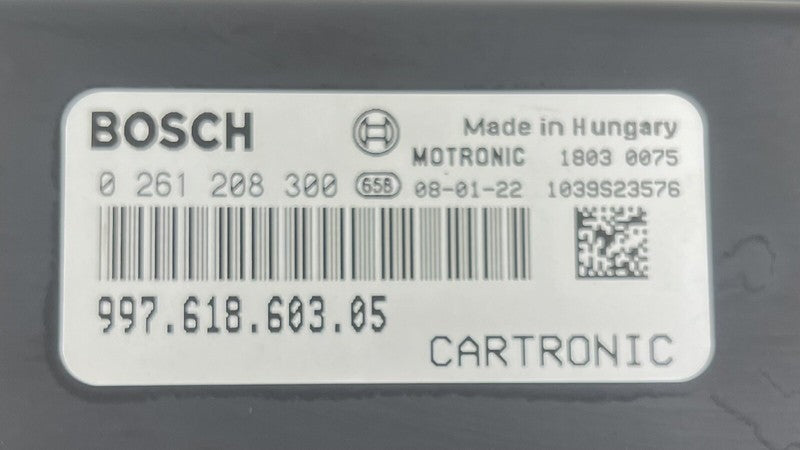 BOSCH Made in Hungary
MOTRONIC 1803 0075
0 261 208 300 658 08-01-22 1039S23576
997.618.603.05
CARTRONIC